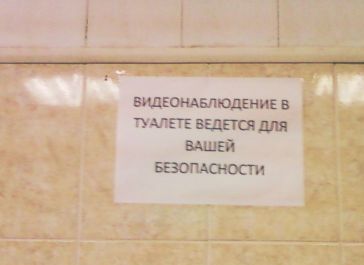 ВИДЕОНАБЛЮДЕНИЕ В
ТУАЛЕТЕ ВЕДЕТСЯ ДЛЯ
ВАШЕЙ
БЕЗОПАСНОСТИ